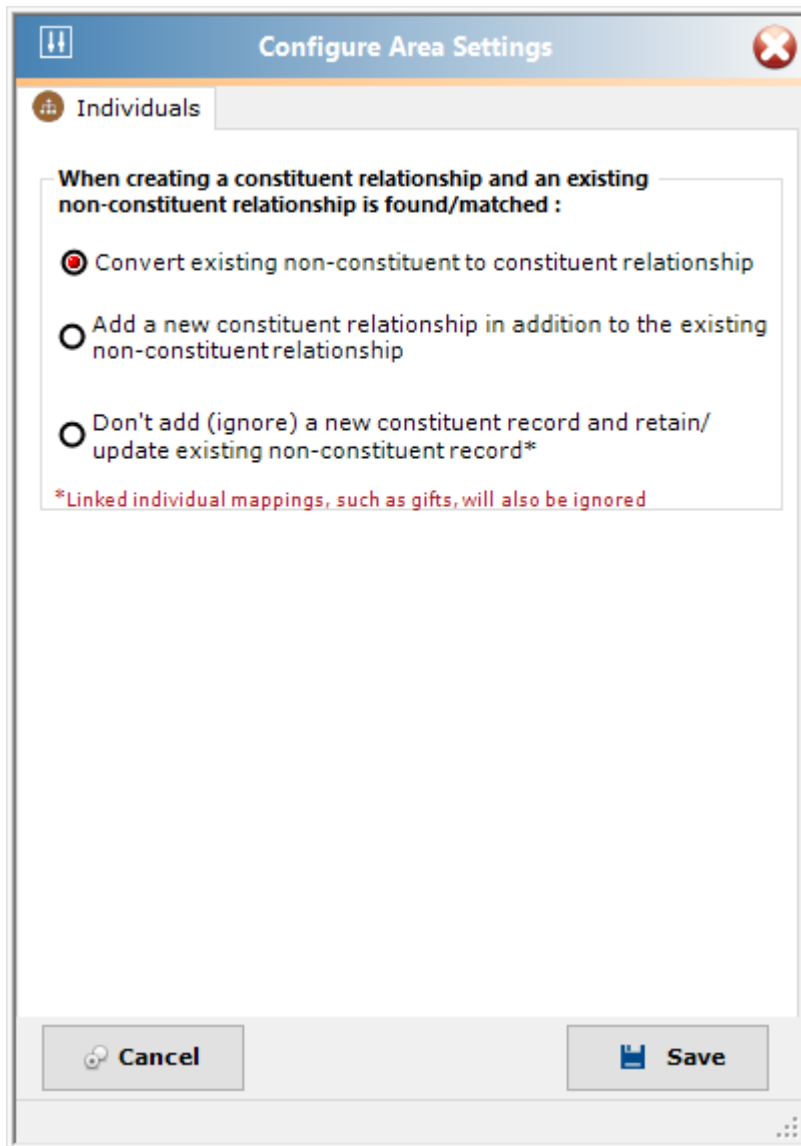 Configure Area Settings
Individuals
When creating a constituent relationship and an existing
non-constituent relationship is found/matched :
Convert existing non-constituent to constituent relationship
Add a new constituent relationship in addition to the existing
non-constituent relationship
Don't add (ignore) a new constituent record and retain/
update existing non-constituent record*
*Linked individual mappings, such as gifts, will also be ignored
Cancel
Save